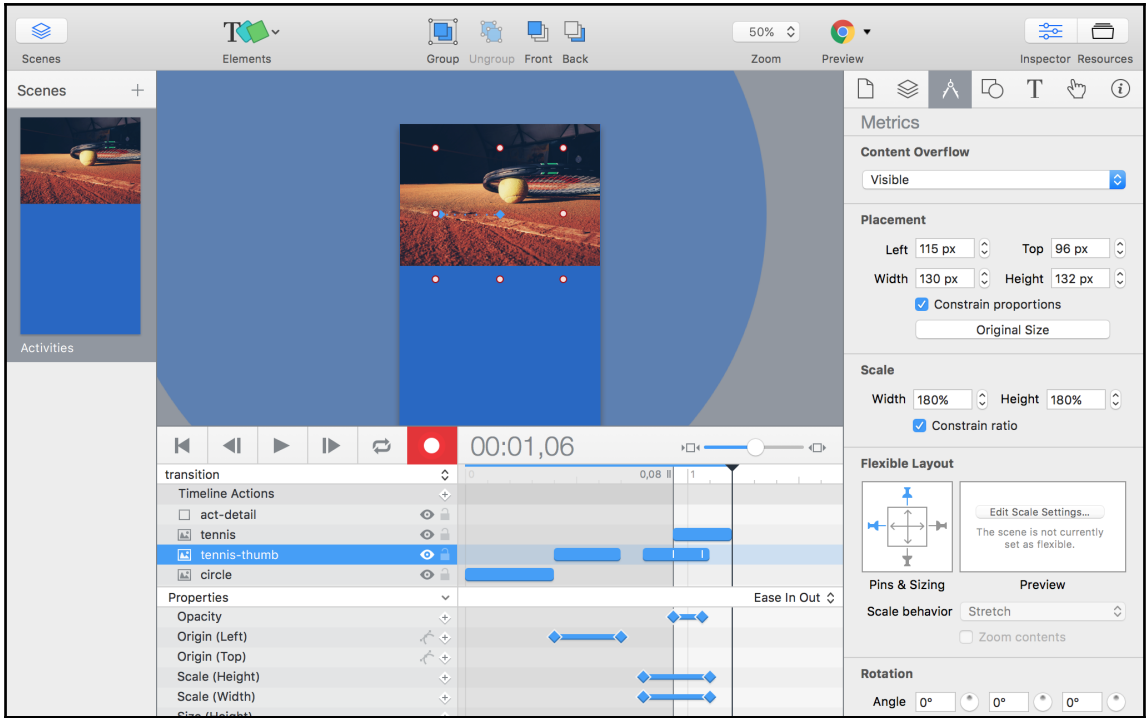 50%
Scenes
Elements
Group Ungroup Front Back
Zoom
Preview
Inspector Resources
Scenes
Activities
Metrics
Content Overflow
Visible
Placement
Left 115 px Top 96 px
Width 130 px Height 132 px
Constrain proportions
Original Size
Scale
Width 180% Height 180%
Constrain ratio
Flexible Layout
Edit Scale Settings...
The scene is not currently
set as flexible.
Pins & Sizing Preview
Scale behavior Stretch
Zoom contents
Rotation
Angle 0° 0° 0°
00:01,06
transition 0 0,08 1
Timeline Actions
act-detail
tennis
tennis-thumb
circle
Properties Ease In Out
Opacity
Origin (Left)
Origin (Top)
Scale (Height)
Scale (Width)
Size (Height)